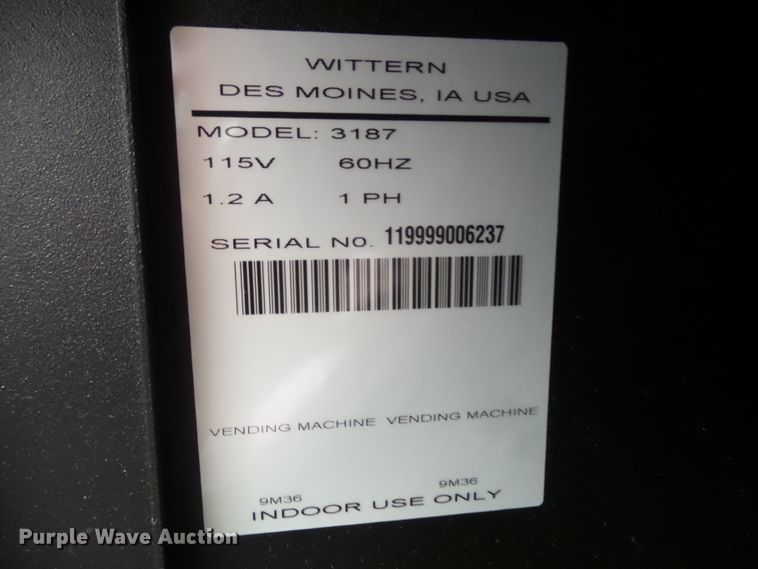 WITTERN
DES MOINES, IA USA
MODEL: 3187
115V 60HZ
1.2 A 1 PH
SERIAL NO. 119999006237
VENDING MACHINE VENDING MACHINE
9M36 9M36
INDOOR USE ONLY
Purple Wave Auction